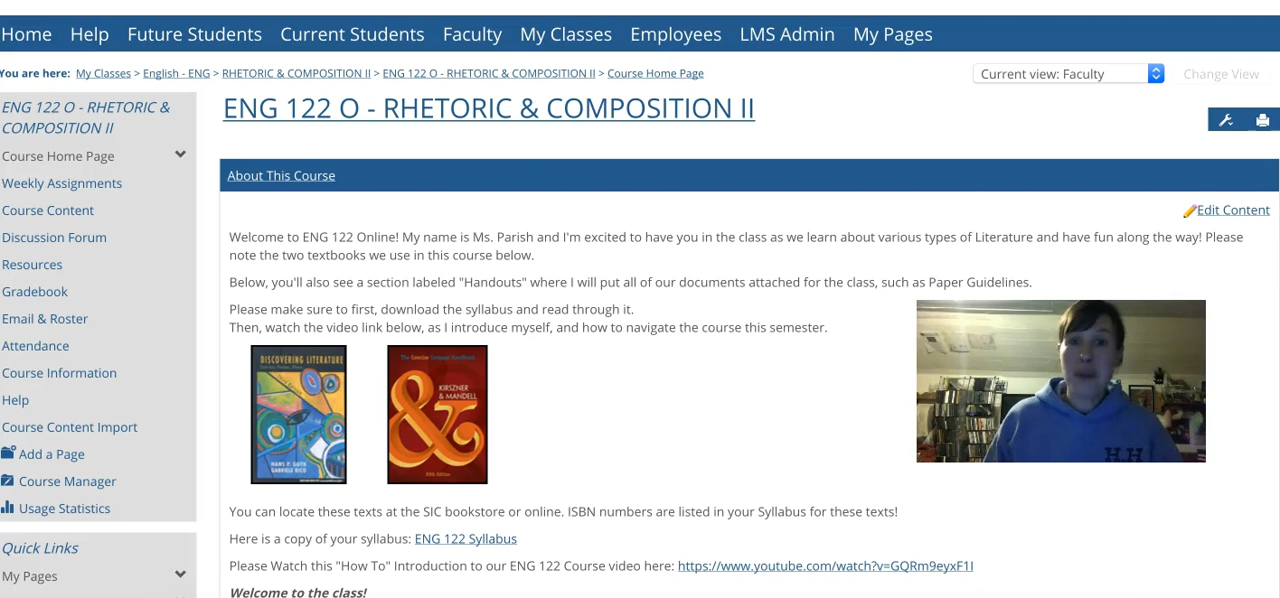 Home Help Future Students Current Students Faculty My Classes Employees LMS Admin My Pages
You are here: My Classes > English - ENG > RHETORIC & COMPOSITION II > ENG 122 O - RHETORIC & COMPOSITION II > Course Home Page
Current view: Faculty
Change View
ENG 122 O - RHETORIC &
COMPOSITION II
Course Home Page
Weekly Assignments
Course Content
Discussion Forum
Resources
Gradebook
Email & Roster
Attendance
Course Information
Help
Course Content Import
Add a Page
Course Manager
Usage Statistics
Quick Links
My Pages
ENG 122 O - RHETORIC & COMPOSITION II
About This Course
Edit Content
Welcome to ENG 122 Online! My name is Ms. Parish and I'm excited to have you in the class as we learn about various types of Literature and have fun along the way! Please
note the two textbooks we use in this course below.
Below, you'll also see a section labeled "Handouts" where I will put all of our documents attached for the class, such as Paper Guidelines.
Please make sure to first, download the syllabus and read through it.
Then, watch the video link below, as I introduce myself, and how to navigate the course this semester.
DISCOVERING LITERATURE
HANS P. GUTH
GABRIELE RICO
The Concise Handbook
&
KIRSZNER
& MANDELL
HH
You can locate these texts at the SIC bookstore or online. ISBN numbers are listed in your Syllabus for these texts!
Here is a copy of your syllabus: ENG 122 Syllabus
Please Watch this "How To" Introduction to our ENG 122 Course video here: https://www.youtube.com/watch?v=GQRm9eyxF1I
Welcome to the class!